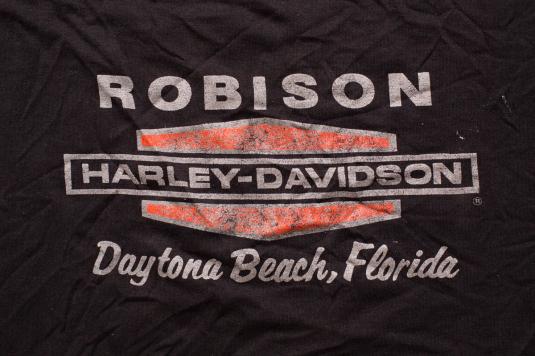 ROBISON
HARLEY-DAVIDSON ®
Daytona Beach, Florida